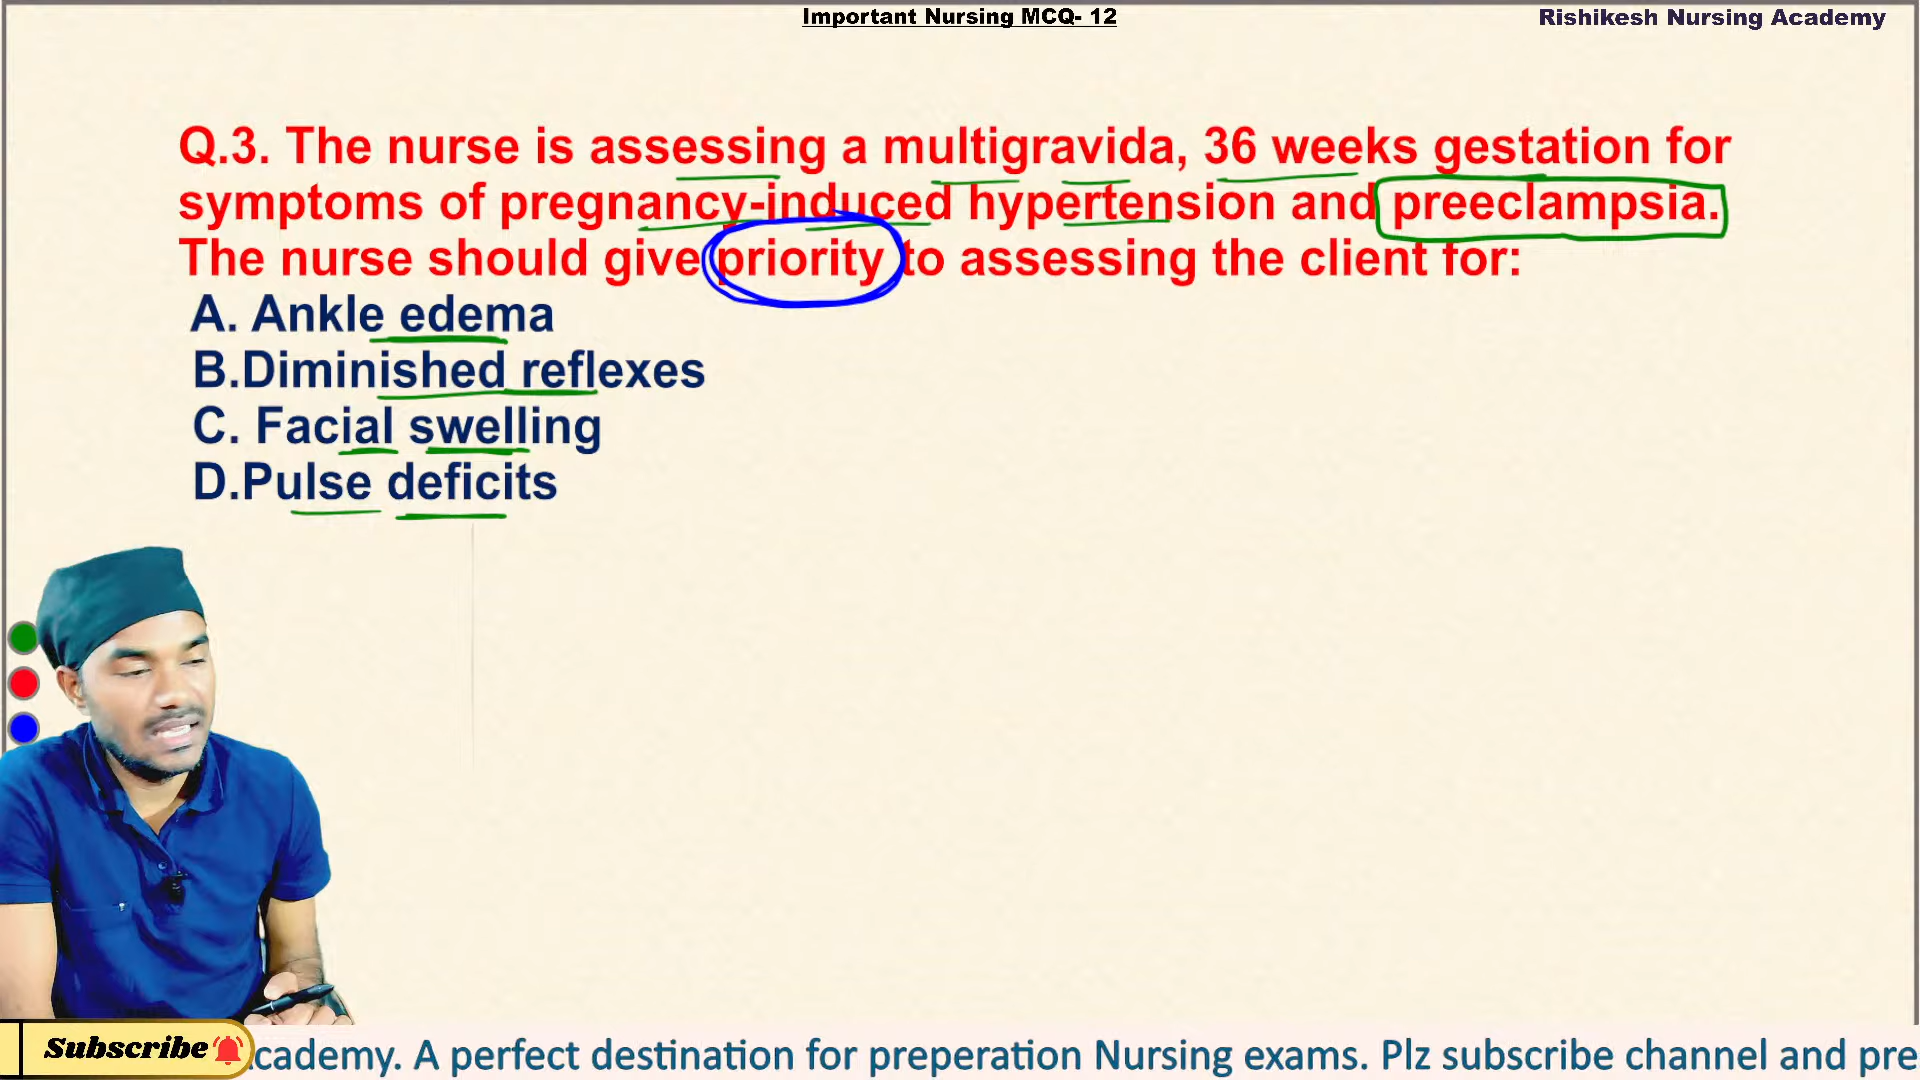 Important Nursing MCQ- 12
Rishikesh Nursing Academy
Q.3. The nurse is assessing a multigravida, 36 weeks gestation for
symptoms of pregnancy-induced hypertension and preeclampsia.
The nurse should give priority to assessing the client for:
A. Ankle edema
B.Diminished reflexes
C. Facial swelling
D.Pulse deficits
Subscribe
cademy. A perfect destination for preperation Nursing exams. Plz subscribe channel and pre